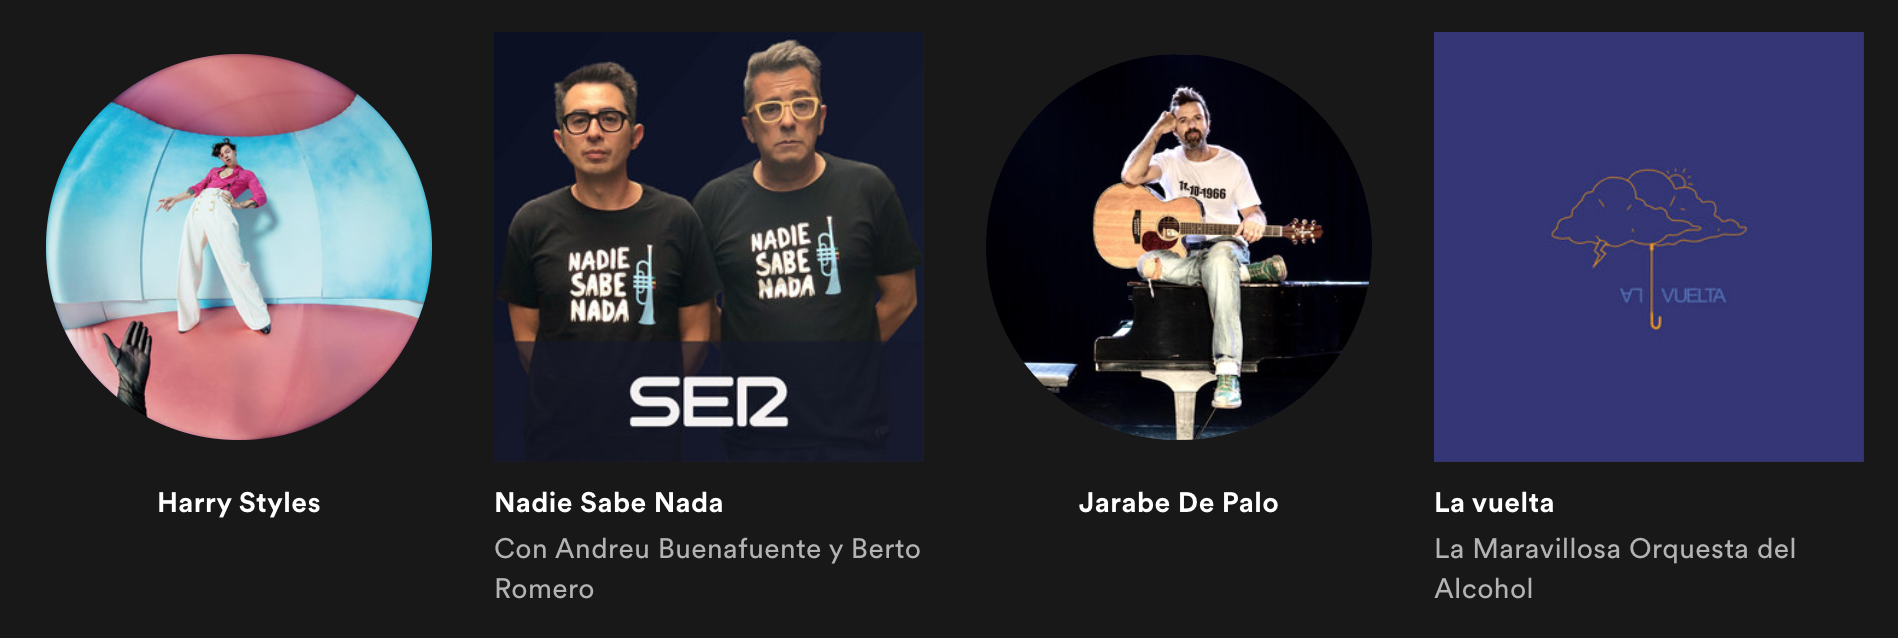 NADIE
SABE
NADA
NADIE
SABE
NADA
SER
11-10-1966
LA VUELTA
Harry Styles
Nadie Sabe Nada
Con Andreu Buenafuente y Berto
Romero
Jarabe De Palo
La vuelta
La Maravillosa Orquesta del
Alcohol